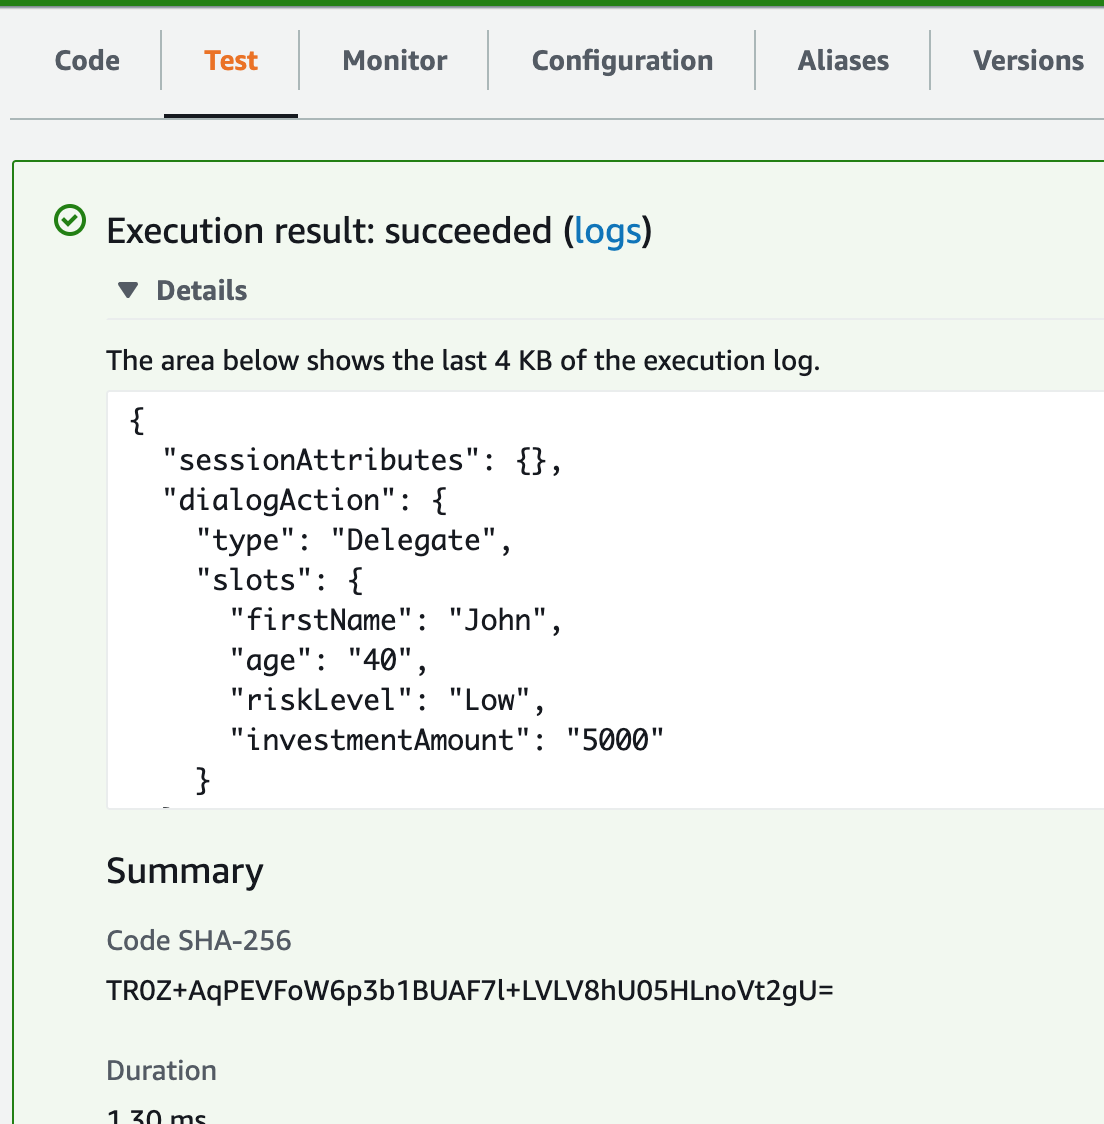 Code Test Monitor Configuration Aliases Versions
Execution result: succeeded (logs)
Details
The area below shows the last 4 KB of the execution log.
{
"sessionAttributes": {},
"dialogAction": {
"type": "Delegate",
"slots": {
"firstName": "John",
"age": "40",
"riskLevel": "Low",
"investmentAmount": "5000"
}
Summary
Code SHA-256
TR0Z+AqPEVFoW6p3b1BUAF7l+LVLV8hU05HLnoVt2gU=
Duration
1.30 ms